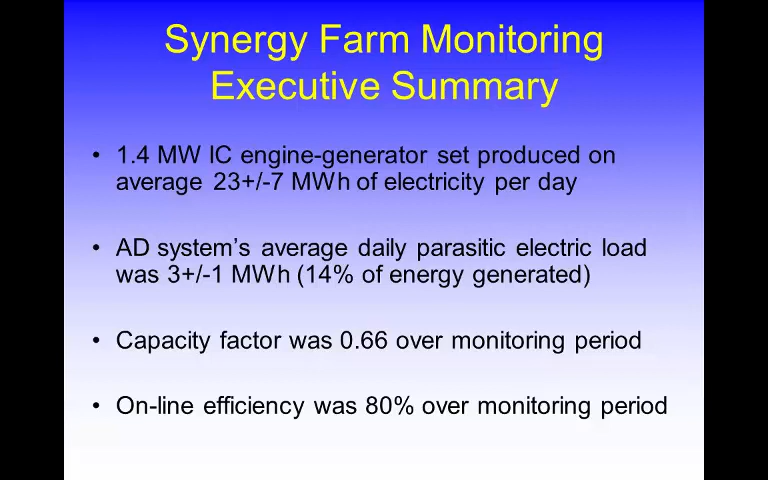 Synergy Farm Monitoring
Executive Summary
• 1.4 MW IC engine-generator set produced on
average 23+/-7 MWh of electricity per day
• AD system's average daily parasitic electric load
was 3+/-1 MWh (14% of energy generated)
• Capacity factor was 0.66 over monitoring period
• On-line efficiency was 80% over monitoring period